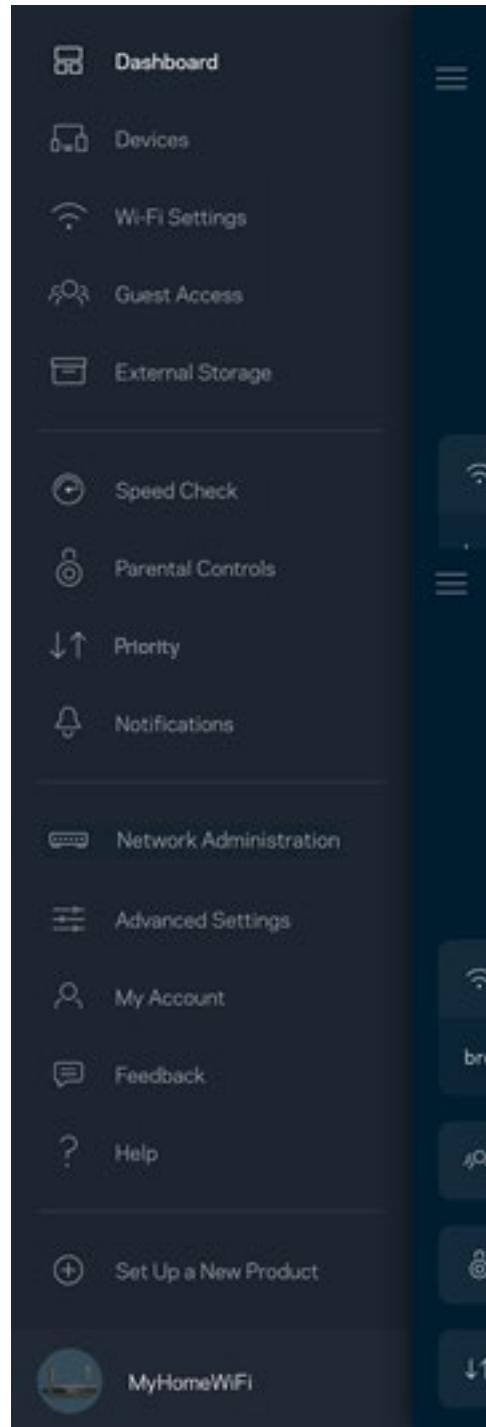 Dashboard
Devices
Wi-Fi Settings
Guest Access
External Storage
Speed Check
Parental Controls
Priority
Notifications
Network Administration
Advanced Settings
My Account
Feedback
Help
Set Up a New Product
MyHomeWiFi